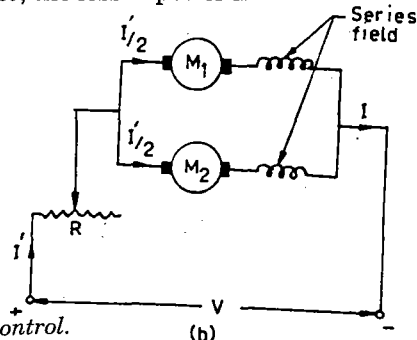 Series
field
I'/2
M1
I
I'/2
M2
R
I'
+
V
-
ontrol.
(b)